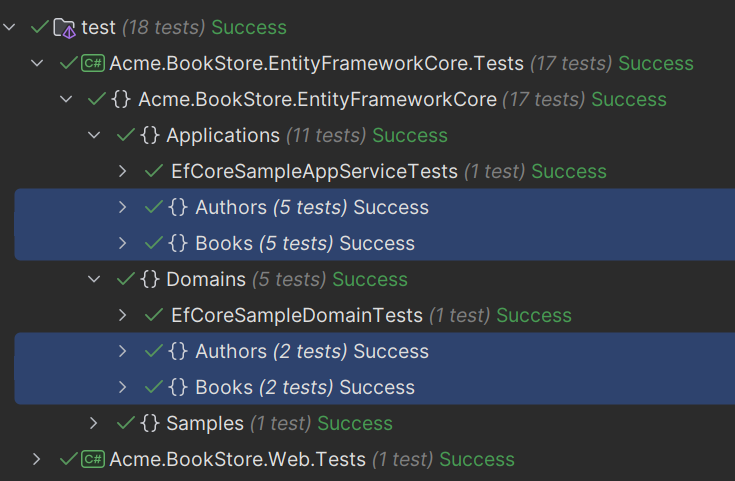 test (18 tests) Success
C# Acme.BookStore.EntityFrameworkCore.Tests (17 tests) Success
{} Acme.BookStore.EntityFrameworkCore (17 tests) Success
{} Applications (11 tests) Success
EfCoreSampleAppServiceTests (1 test) Success
{} Authors (5 tests) Success
{} Books (5 tests) Success
{} Domains (5 tests) Success
EfCoreSampleDomainTests (1 test) Success
{} Authors (2 tests) Success
{} Books (2 tests) Success
{} Samples (1 test) Success
C# Acme.BookStore.Web.Tests (1 test) Success